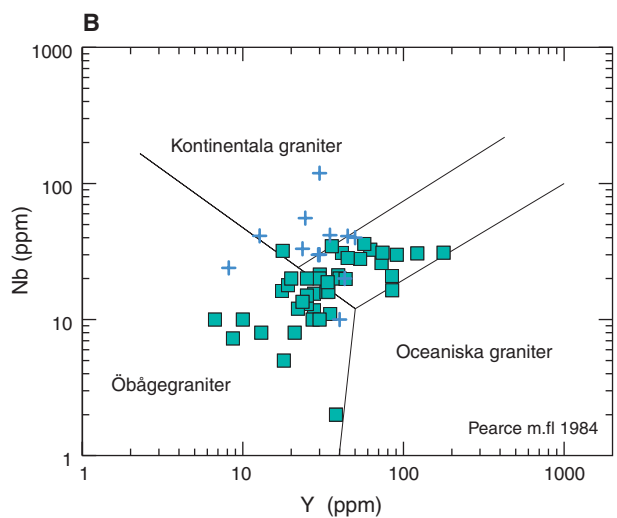 B
1000
Kontinentala graniter
100
Nb (ppm)
10
Oceaniska graniter
Öbågegraniter
Pearce m.fl 1984
1
1 10 100 1000
Y (ppm)